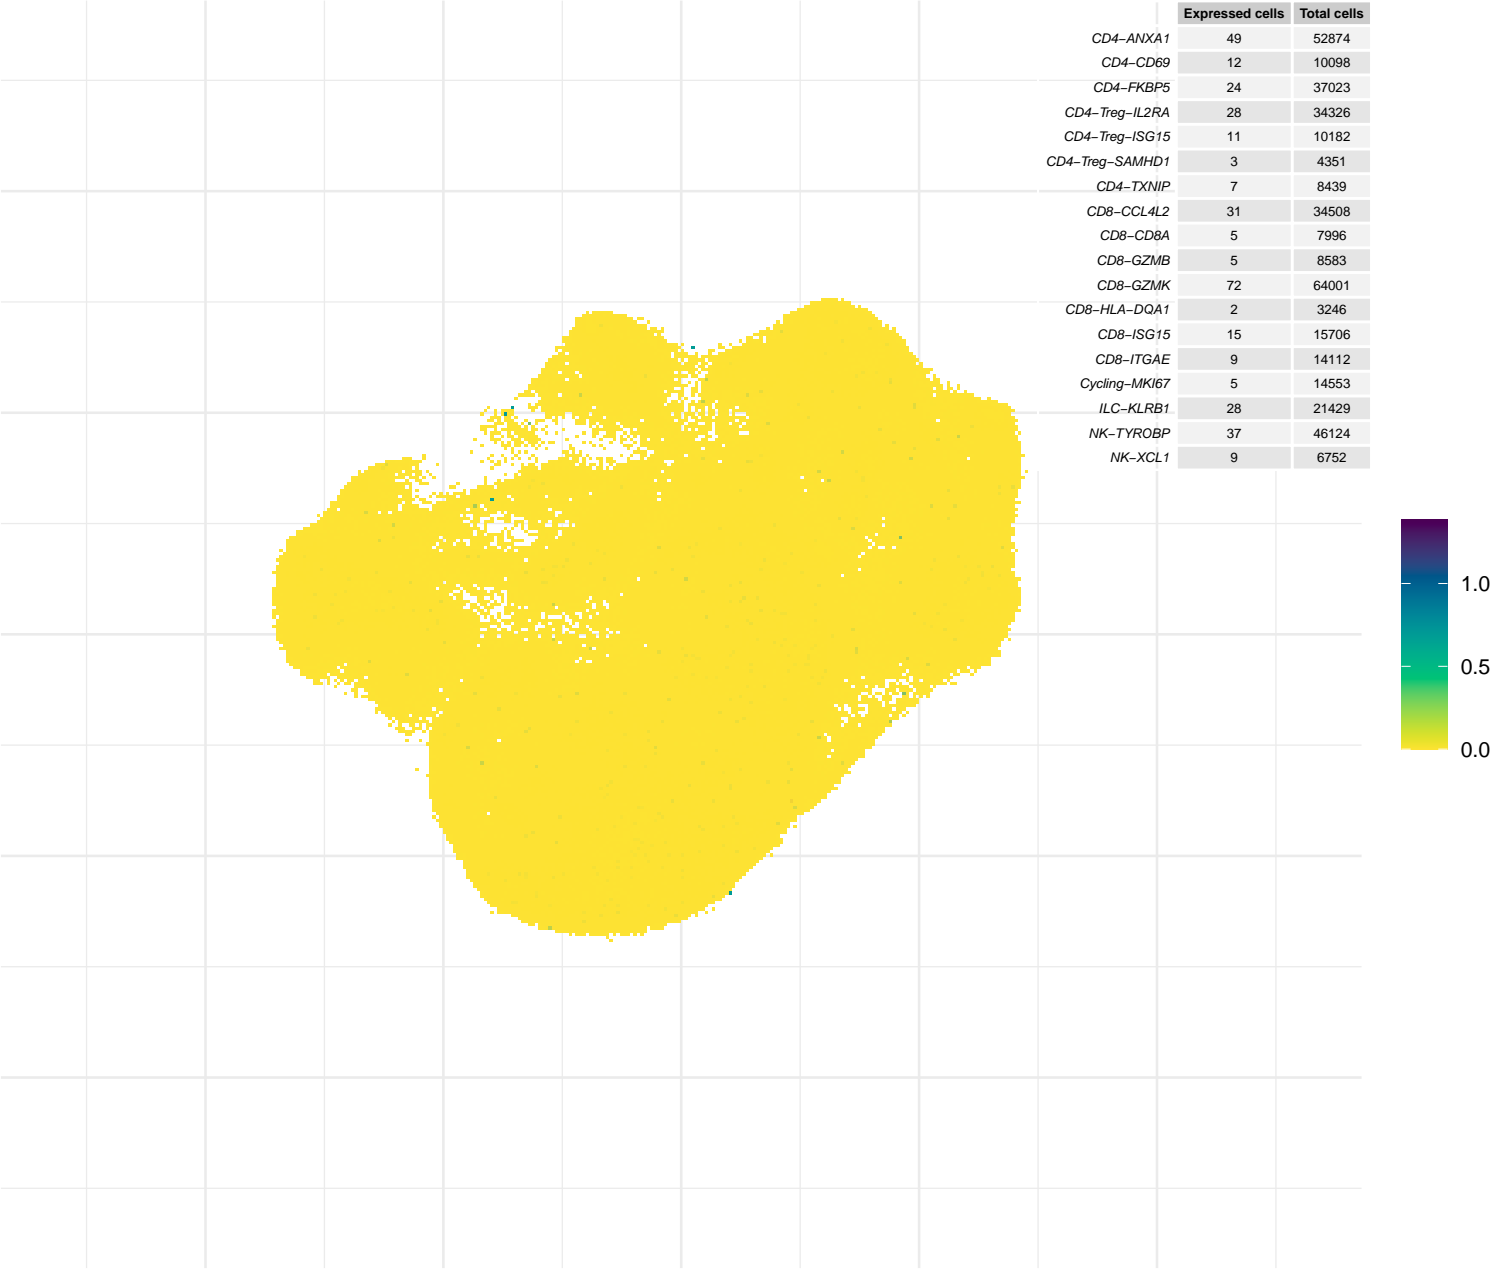 Expressed cells Total cells
CD4−ANXA1 49 52874
CD4−CD69 12 10098
CD4−FKBP5 24 37023
CD4−Treg−IL2RA 28 34326
CD4−Treg−ISG15 11 10182
CD4−Treg−SAMHD1 3 4351
CD4−TXNIP 7 8439
CD8−CCL4L2 31 34508
CD8−CD8A 5 7996
CD8−GZMB 5 8583
CD8−GZMK 72 64001
CD8−HLA−DQA1 2 3246
CD8−ISG15 15 15706
CD8−ITGAE 9 14112
Cycling−MKI67 5 14553
ILC−KLRB1 28 21429
NK−TYROBP 37 46124
NK−XCL1 9 6752
1.0
0.5
0.0